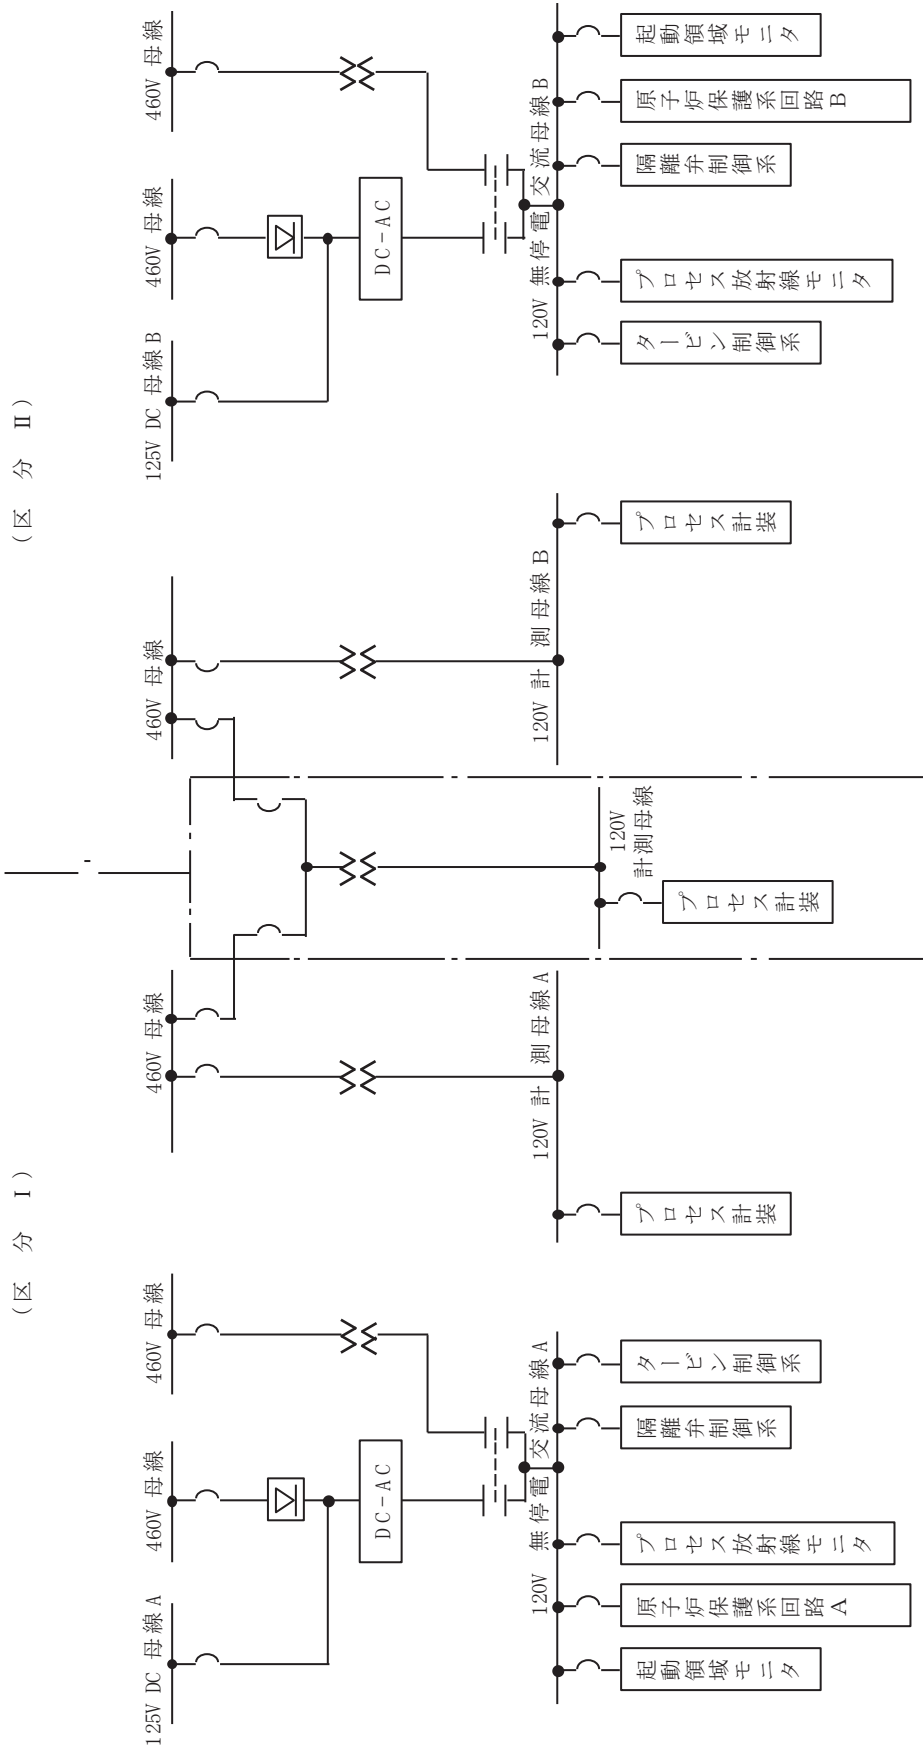 (区 分 I)
(区 分 II)
125V DC 母線 A
460V 母線
460V 母線
460V 母線
460V 母線
125V DC 母線 B
460V 母線
460V 母線
DC-AC
DC-AC
120V 無停電交流母線 A
120V 計測母線 A
120V
計測母線
120V 計測母線 B
120V 無停電交流母線 B
起動領域モニタ
原子炉保護系回路 A
プロセス放射線モニタ
隔離弁制御系
タービン制御系
プロセス計装
プロセス計装
プロセス計装
タービン制御系
プロセス放射線モニタ
隔離弁制御系
原子炉保護系回路 B
起動領域モニタ